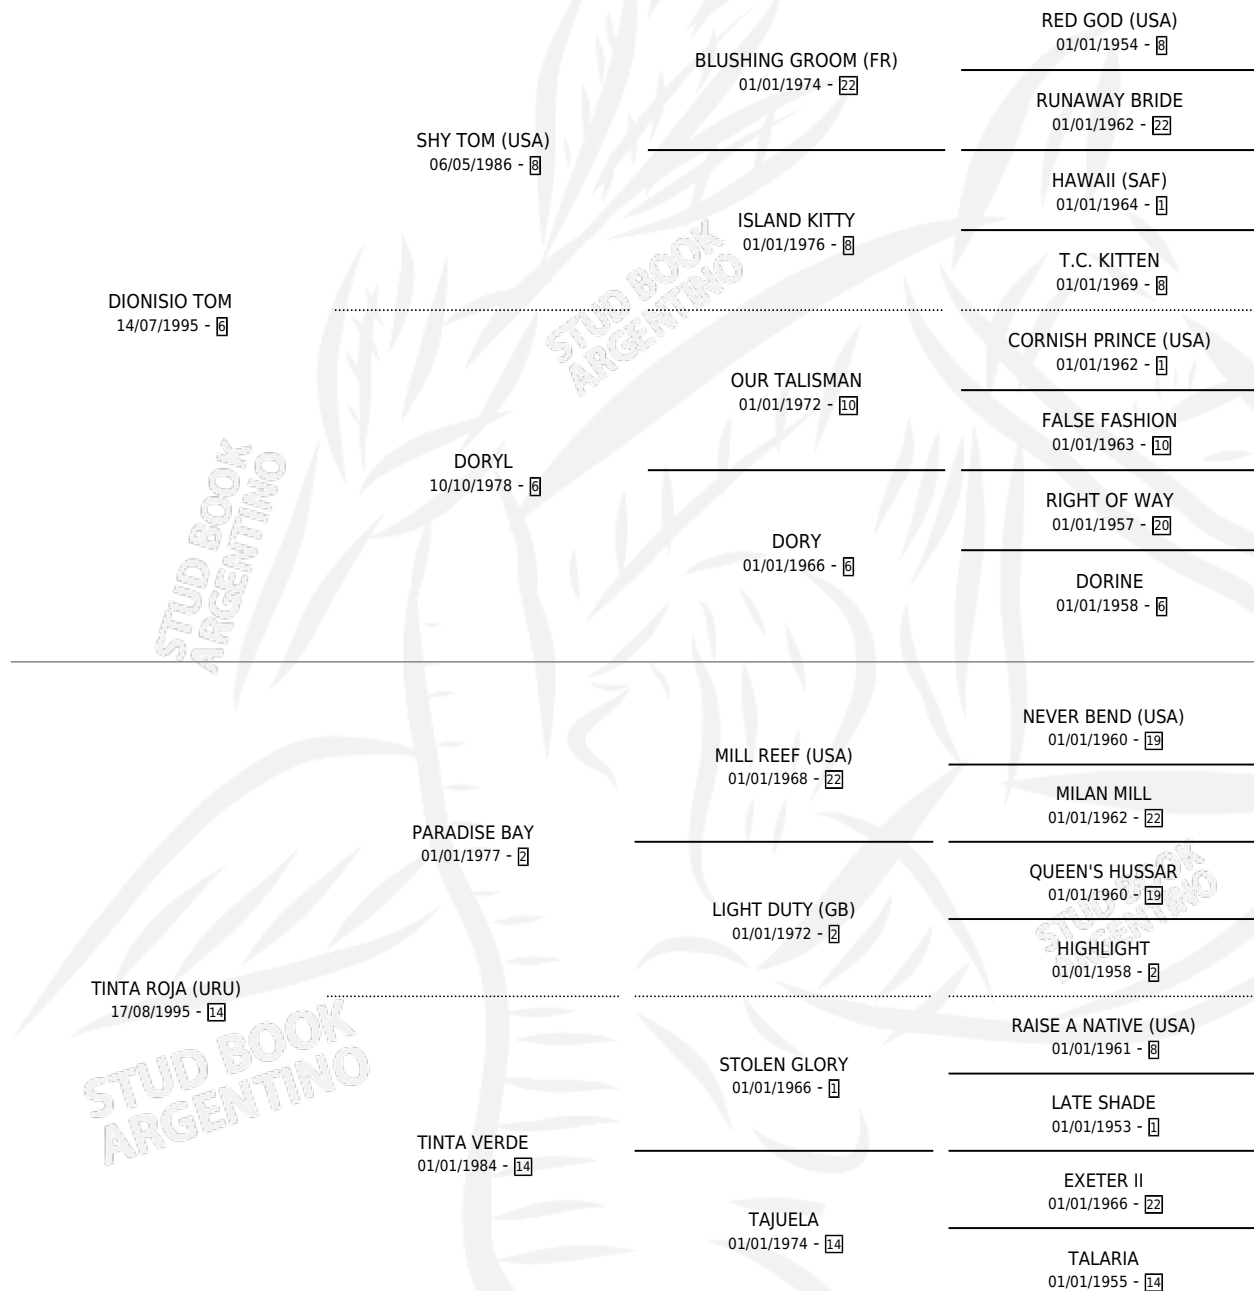 RED GOD (USA)
01/01/1954 - 8
BLUSHING GROOM (FR)
01/01/1974 - 22
RUNAWAY BRIDE
01/01/1962 - 22
SHY TOM (USA)
06/05/1986 - 8
HAWAII (SAF)
01/01/1964 - 1
ISLAND KITTY
01/01/1976 - 8
T.C. KITTEN
01/01/1969 - 8
DIONISIO TOM
14/07/1995 - 6
CORNISH PRINCE (USA)
01/01/1962 - 1
OUR TALISMAN
01/01/1972 - 10
FALSE FASHION
01/01/1963 - 10
DORYL
10/10/1978 - 6
RIGHT OF WAY
01/01/1957 - 20
DORY
01/01/1966 - 6
DORINE
01/01/1958 - 6
NEVER BEND (USA)
01/01/1960 - 19
MILL REEF (USA)
01/01/1968 - 22
MILAN MILL
01/01/1962 - 22
PARADISE BAY
01/01/1977 - 2
QUEEN'S HUSSAR
01/01/1960 - 19
LIGHT DUTY (GB)
01/01/1972 - 2
HIGHLIGHT
01/01/1958 - 2
TINTA ROJA (URU)
17/08/1995 - 14
RAISE A NATIVE (USA)
01/01/1961 - 8
STOLEN GLORY
01/01/1966 - 1
LATE SHADE
01/01/1953 - 1
TINTA VERDE
01/01/1984 - 14
EXETER II
01/01/1966 - 22
TAJUELA
01/01/1974 - 14
TALARIA
01/01/1955 - 14
STUD BOOK
ARGENTINO
STUD BOOK
ARGENTINO
STUD BOOK
ARGENTINO
STUD BOOK
ARGENTINO